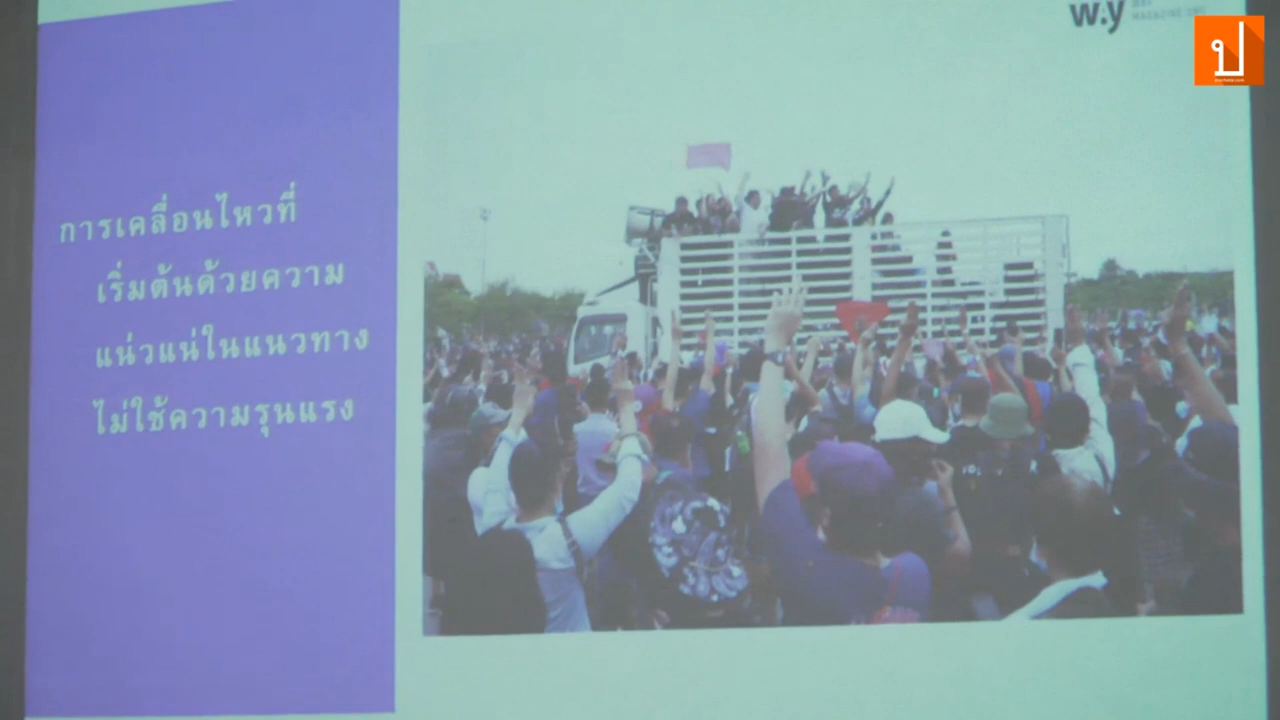 w.y
MAGAZINE.ORG
ป
การเคลื่อนไหวที่
เริ่มต้นด้วยความ
แน่วแน่ในแนวทาง
ไม่ใช้ความรุนแรง